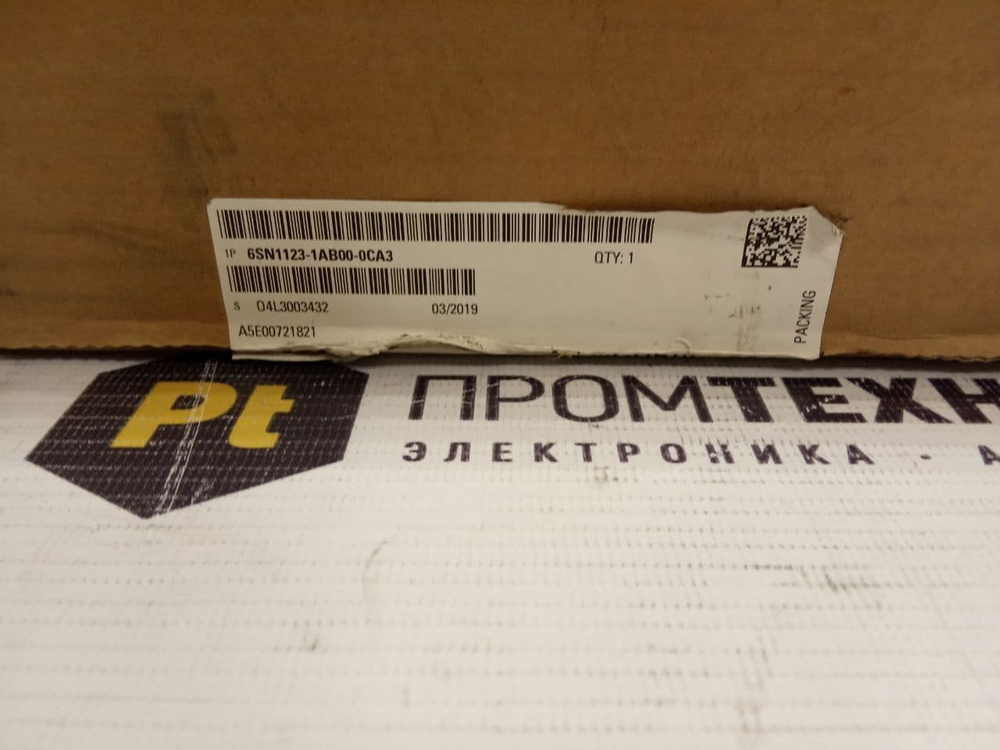 1P 6SN1123-1AB00-0CA3
QTY: 1
S O4L3003432
03/2019
A5E00721821
PACKING
Pt
ПРОМТЕХН
ЭЛЕКТРОНИКА - А